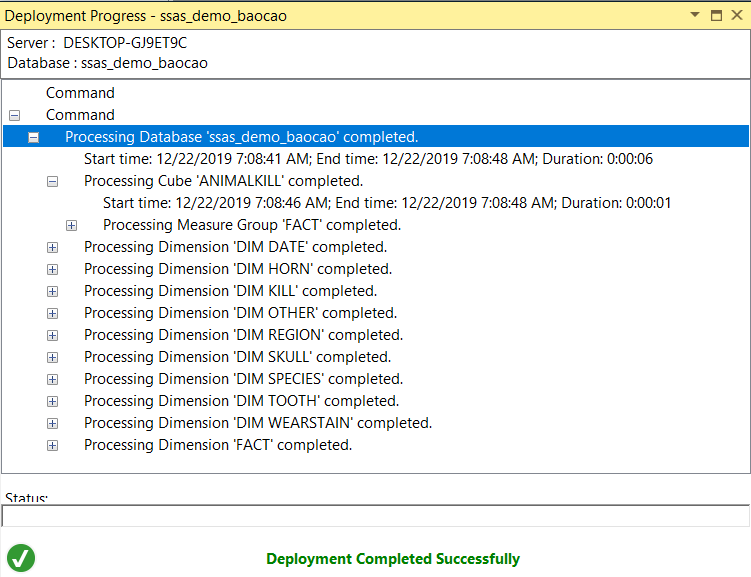 Deployment Progress - ssas_demo_baocao
Server : DESKTOP-GJ9ET9C
Database : ssas_demo_baocao
Command
Command
Processing Database 'ssas_demo_baocao' completed.
Start time: 12/22/2019 7:08:41 AM; End time: 12/22/2019 7:08:48 AM; Duration: 0:00:06
Processing Cube 'ANIMALKILL' completed.
Start time: 12/22/2019 7:08:46 AM; End time: 12/22/2019 7:08:48 AM; Duration: 0:00:01
Processing Measure Group 'FACT' completed.
Processing Dimension 'DIM DATE' completed.
Processing Dimension 'DIM HORN' completed.
Processing Dimension 'DIM KILL' completed.
Processing Dimension 'DIM OTHER' completed.
Processing Dimension 'DIM REGION' completed.
Processing Dimension 'DIM SKULL' completed.
Processing Dimension 'DIM SPECIES' completed.
Processing Dimension 'DIM TOOTH' completed.
Processing Dimension 'DIM WEARSTAIN' completed.
Processing Dimension 'FACT' completed.
Status:
Deployment Completed Successfully